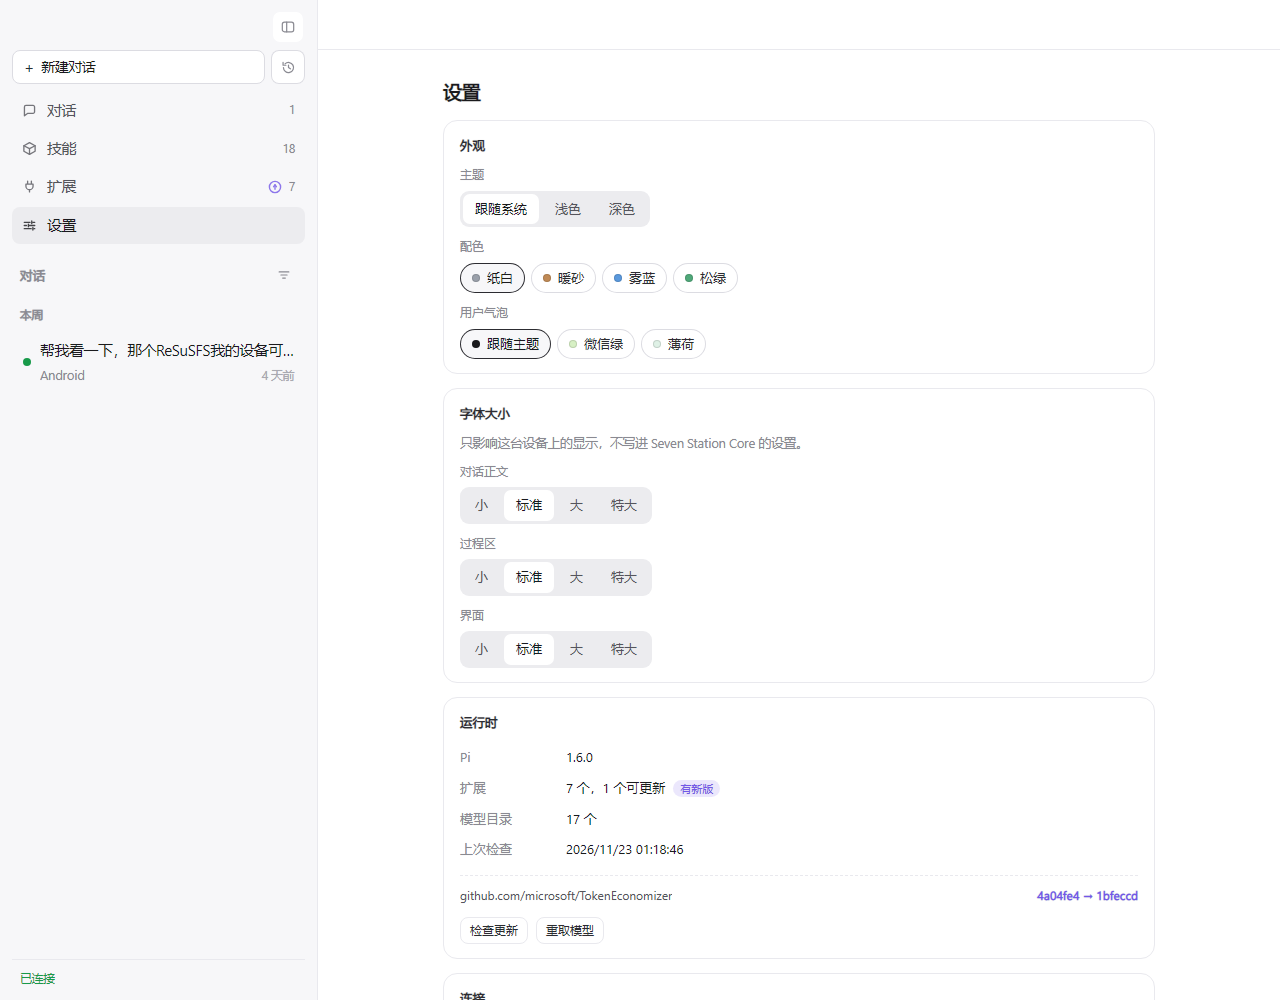 + 新建对话
对话 1
技能 18
扩展 7
设置
对话
本周
帮我看一下，那个ReSuSFS我的设备可...
Android 4 天前
已连接
设置
外观
主题
跟随系统 浅色 深色
配色
纸白 暖砂 雾蓝 松绿
用户气泡
跟随主题 微信绿 薄荷
字体大小
只影响这台设备上的显示，不写进 Seven Station Core 的设置。
对话正文
小 标准 大 特大
过程区
小 标准 大 特大
界面
小 标准 大 特大
运行时
Pi 1.6.0
扩展 7 个，1 个可更新 有新版
模型目录 17 个
上次检查 2026/11/23 01:18:46
github.com/microsoft/TokenEconomizer 4a04fe4 → 1bfeccd
检查更新 重取模型
连接